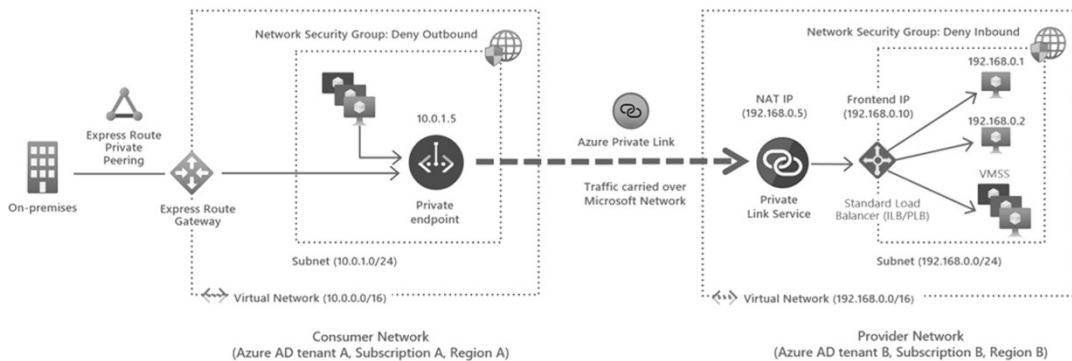 Network Security Group: Deny Outbound
Network Security Group: Deny Inbound
192.168.0.1
10.0.1.5
NAT IP
(192.168.0.5)
Frontend IP
(192.168.0.10)
192.168.0.2
Express Route
Private
Peering
Azure Private Link
VMSS
Traffic carried over
Microsoft Network
On-premises
Express Route
Gateway
Private
endpoint
Private
Link Service
Standard Load
Balancer (ILB/PLB)
Subnet (10.0.1.0/24)
Subnet (192.168.0.0/24)
Virtual Network (10.0.0.0/16)
Virtual Network (192.168.0.0/16)
Consumer Network
(Azure AD tenant A, Subscription A, Region A)
Provider Network
(Azure AD tenant B, Subscription B, Region B)